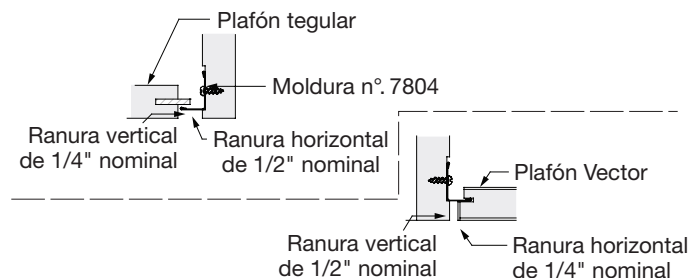 Plafón tegular
Moldura n°. 7804
Ranura vertical
de 1/4" nominal
Ranura horizontal
de 1/2" nominal
Plafón Vector
Ranura vertical
de 1/2" nominal
Ranura horizontal
de 1/4" nominal